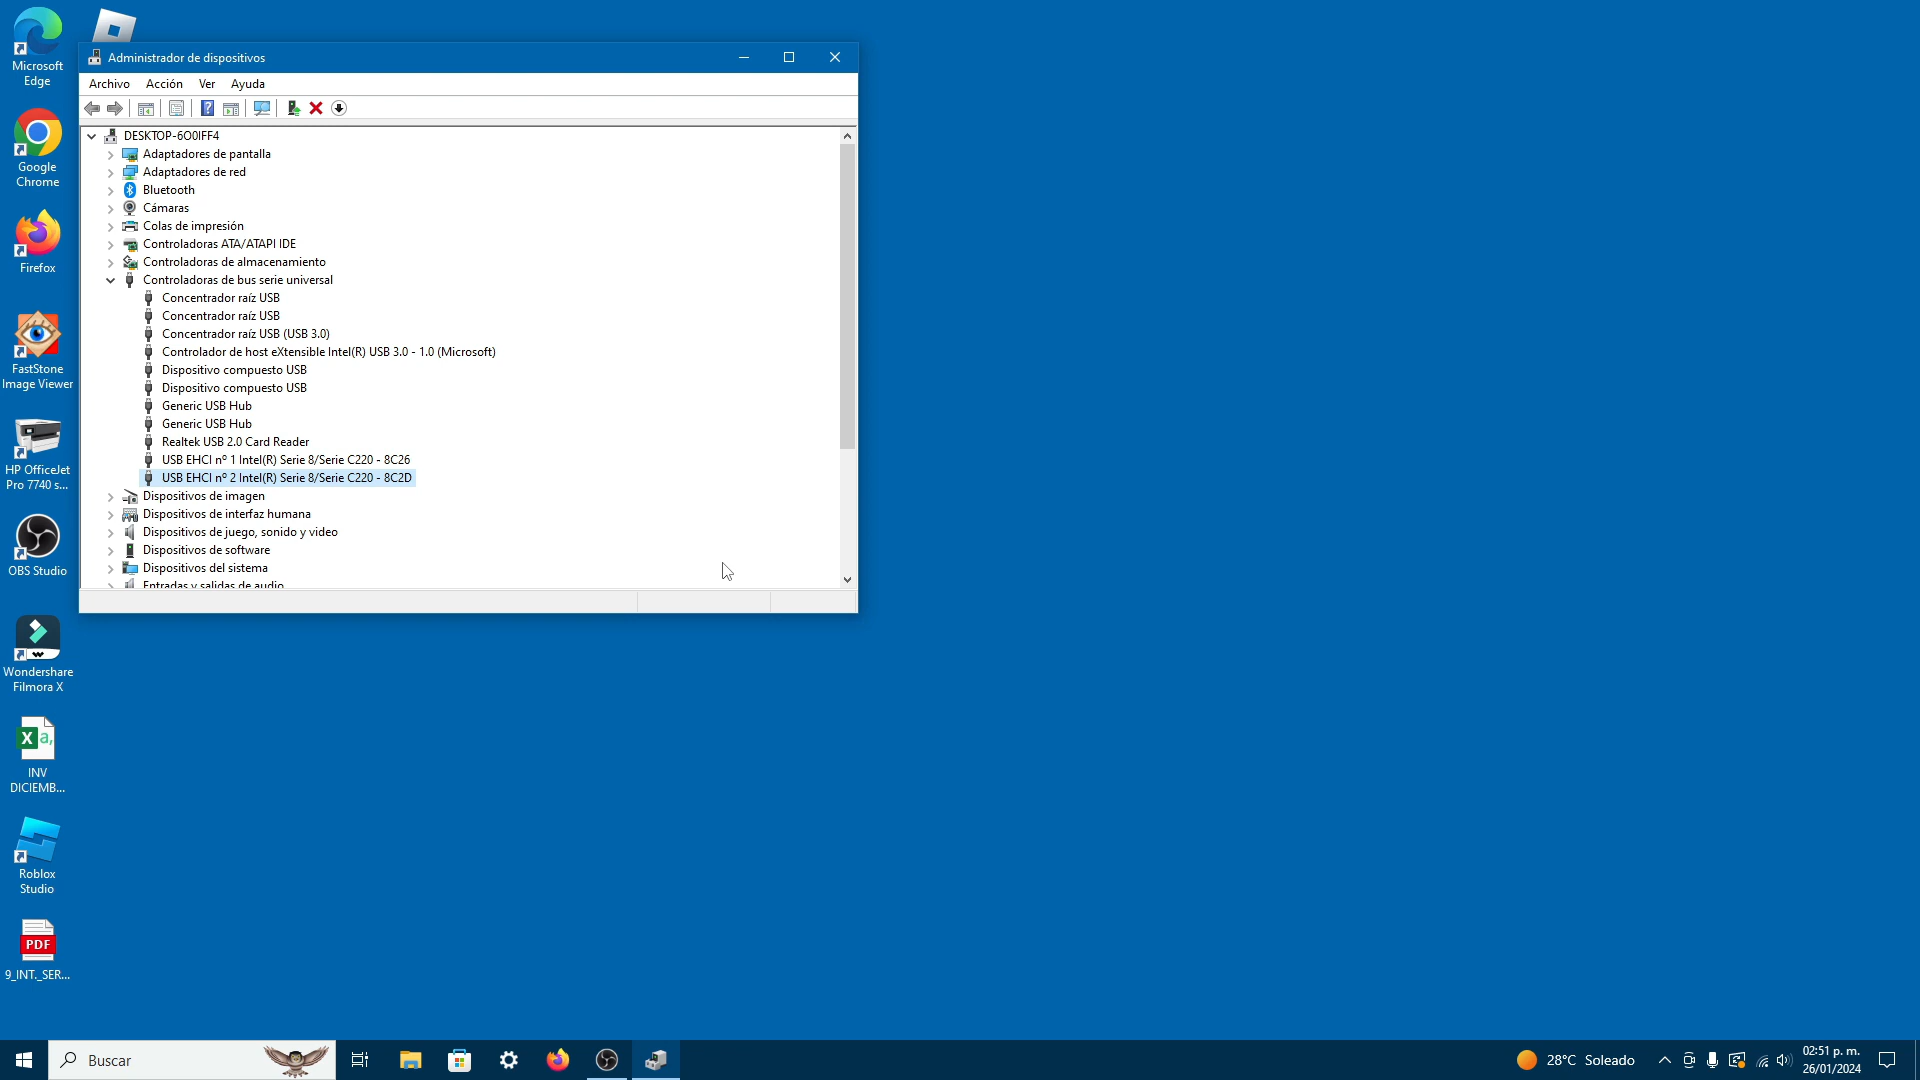 Microsoft
Edge
Google
Chrome
Firefox
FastStone
Image Viewer
HP OfficeJet
Pro 7740 s...
OBS Studio
Wondershare
Filmora X
INV
DICIEMB...
Roblox
Studio
PDF
9_INT._SER...
Administrador de dispositivos
Archivo Acción Ver Ayuda
DESKTOP-6O0IFF4
Adaptadores de pantalla
Adaptadores de red
Bluetooth
Cámaras
Colas de impresión
Controladoras ATA/ATAPI IDE
Controladoras de almacenamiento
Controladoras de bus serie universal
Concentrador raíz USB
Concentrador raíz USB
Concentrador raíz USB (USB 3.0)
Controlador de host eXtensible Intel(R) USB 3.0 - 1.0 (Microsoft)
Dispositivo compuesto USB
Dispositivo compuesto USB
Generic USB Hub
Generic USB Hub
Realtek USB 2.0 Card Reader
USB EHCI nº 1 Intel(R) Serie 8/Serie C220 - 8C26
USB EHCI nº 2 Intel(R) Serie 8/Serie C220 - 8C2D
Dispositivos de imagen
Dispositivos de interfaz humana
Dispositivos de juego, sonido y video
Dispositivos de software
Dispositivos del sistema
Entradas y salidas de audio
Buscar
28°C Soleado
02:51 p. m.
26/01/2024